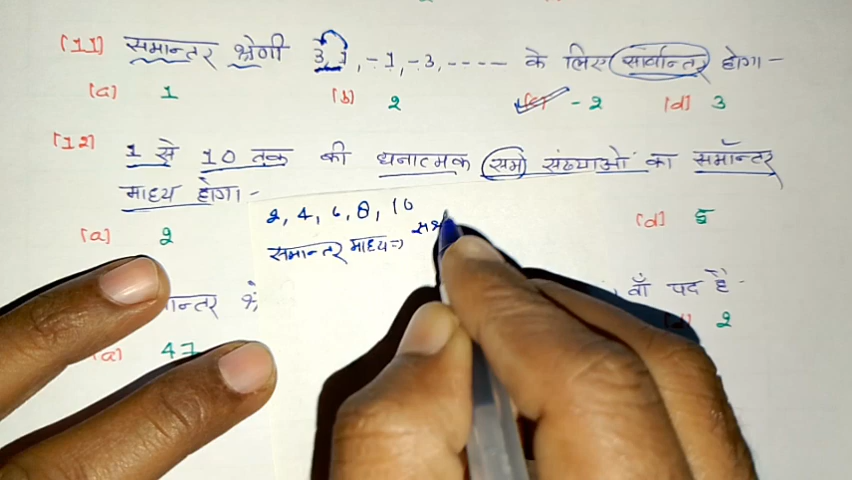 [11] समान्तर श्रेणी 3,1,-1,-3,---- के लिए सार्वान्तर होगा-
[a] 1 [b] 2 [c] -2 [d] 3
[12] 1 से 10 तक की धनात्मक सम संख्याओं का समान्तर
माध्य होगा-
2, 4, 6, 8, 10
[a] 2 [d] 5
समान्तर माध्य =>
मान्तर वाँ पद है-
[a] 47 2